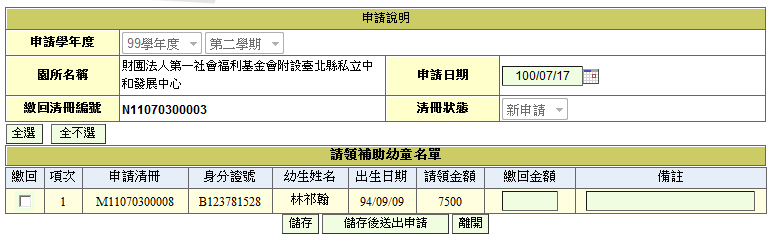 申請說明
申請學年度 99學年度 第二學期
園所名稱 財團法人第一社會福利基金會附設臺北縣私立中和發展中心 申請日期 100/07/17
繳回清冊編號 N11070300003 清冊狀態 新申請
全選 全不選
請領補助幼童名單
繳回 項次 申請清冊 身分證號 幼生姓名 出生日期 請領金額 繳回金額 備註
1 M11070300008 B123781528 林祁翰 94/09/09 7500
儲存 儲存後送出申請 離開